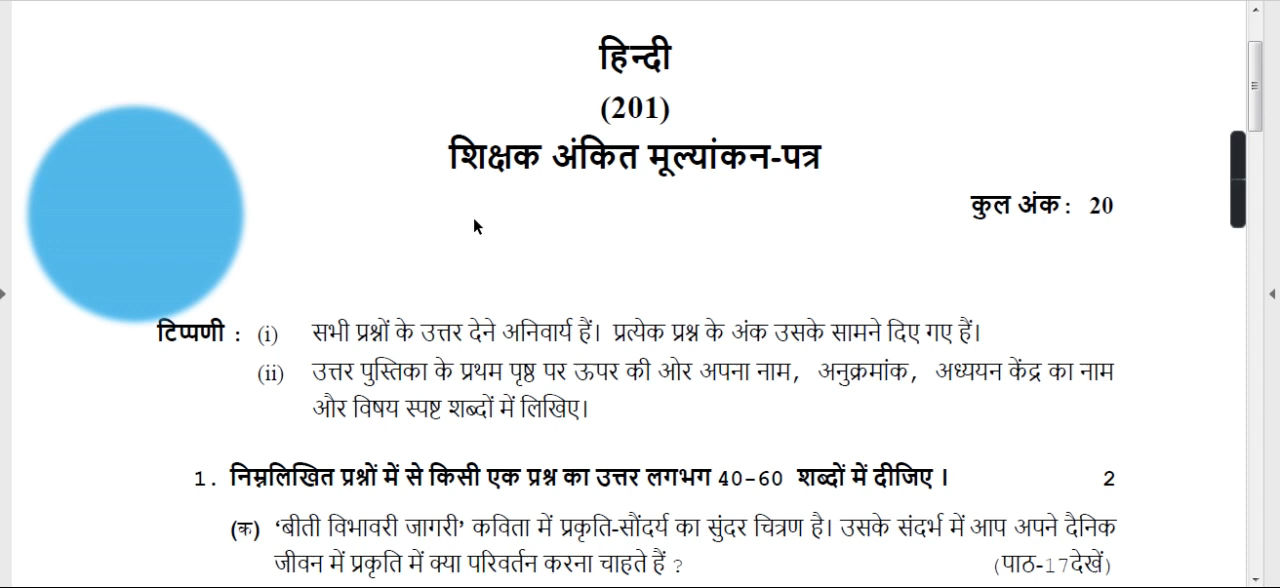 हिन्दी
(201)
शिक्षक अंकित मूल्यांकन-पत्र
कुल अंक : 20
टिप्पणी : (i) सभी प्रश्नों के उत्तर देने अनिवार्य हैं। प्रत्येक प्रश्न के अंक उसके सामने दिए गए हैं।
(ii) उत्तर पुस्तिका के प्रथम पृष्ठ पर ऊपर की ओर अपना नाम, अनुक्रमांक, अध्ययन केंद्र का नाम
और विषय स्पष्ट शब्दों में लिखिए।
1. निम्नलिखित प्रश्नों में से किसी एक प्रश्न का उत्तर लगभग 40-60 शब्दों में दीजिए । 2
(क) ‘बीती विभावरी जागरी’ कविता में प्रकृति-सौंदर्य का सुंदर चित्रण है। उसके संदर्भ में आप अपने दैनिक
जीवन में प्रकृति में क्या परिवर्तन करना चाहते हैं ? (पाठ-17देखें)